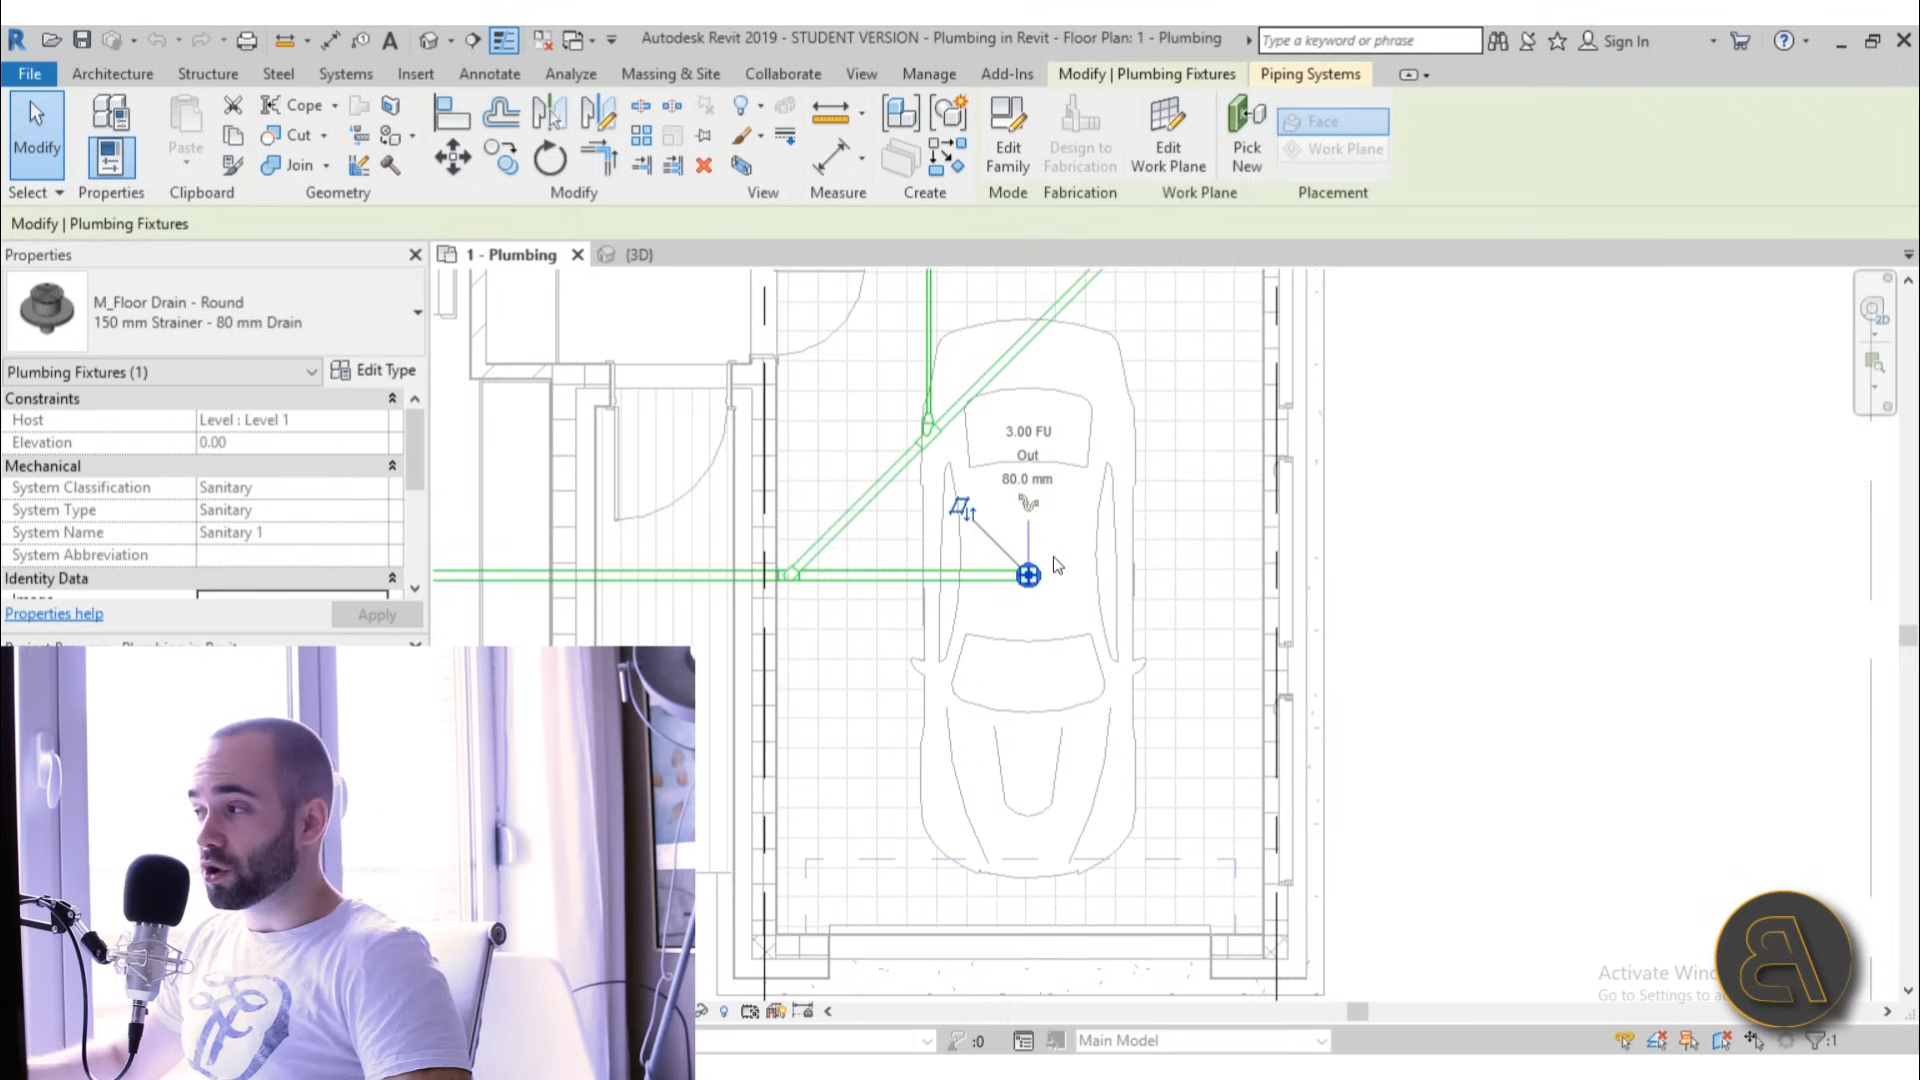 Autodesk Revit 2019 - STUDENT VERSION - Plumbing in Revit - Floor Plan: 1 - Plumbing
Type a keyword or phrase
Sign In
File
Architecture
Structure
Steel
Systems
Insert
Annotate
Analyze
Massing & Site
Collaborate
View
Manage
Add-Ins
Modify | Plumbing Fixtures
Piping Systems
Modify
Paste
Cope
Cut
Join
Edit
Family
Design to
Fabrication
Edit
Work Plane
Pick
New
Face
Work Plane
Select
Properties
Clipboard
Geometry
Modify
View
Measure
Create
Mode
Fabrication
Work Plane
Placement
Modify | Plumbing Fixtures
Properties
1 - Plumbing
{3D}
M_Floor Drain - Round
150 mm Strainer - 80 mm Drain
Plumbing Fixtures (1)
Edit Type
Constraints
Host
Level : Level 1
Elevation
0.00
Mechanical
System Classification
Sanitary
System Type
Sanitary
System Name
Sanitary 1
System Abbreviation
Identity Data
Properties help
Apply
3.00 FU
Out
80.0 mm
2D
Activate Win
Go to Settings to a
:0
Main Model
:1